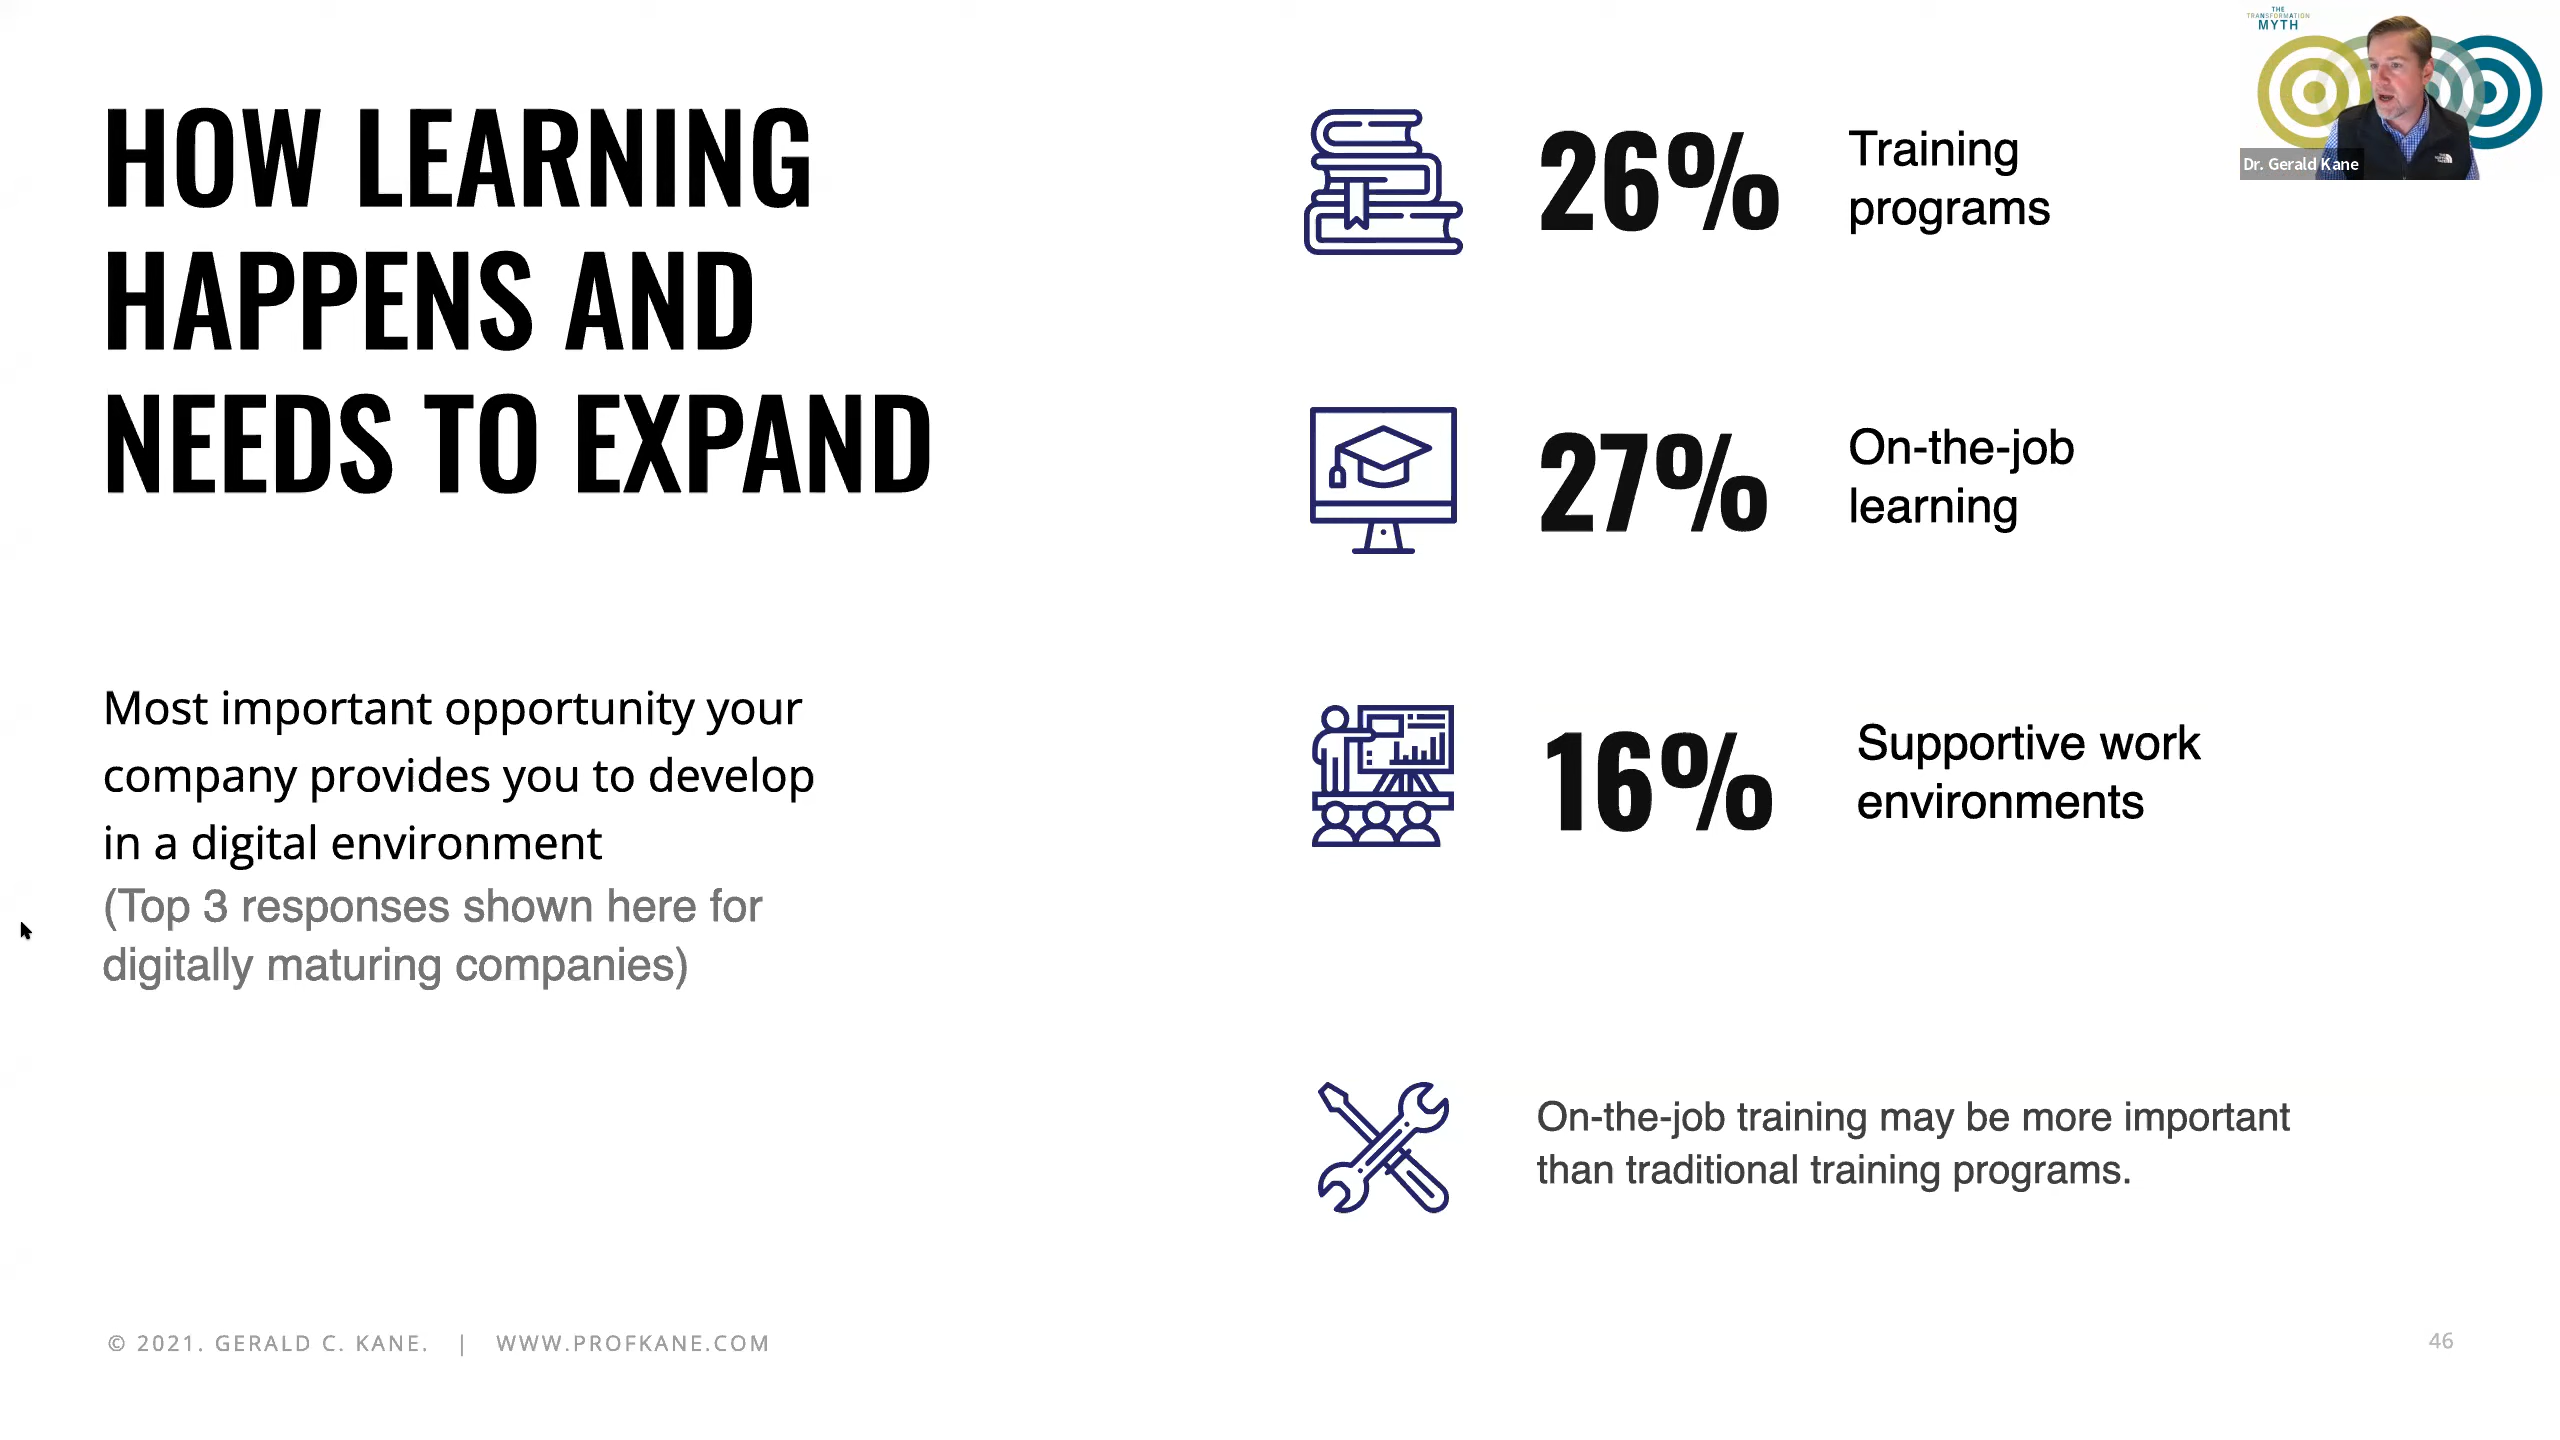 THE
TRANSFORMATION
MYTH
Dr. Gerald Kane
HOW LEARNING
HAPPENS AND
NEEDS TO EXPAND
Most important opportunity your
company provides you to develop
in a digital environment
(Top 3 responses shown here for
digitally maturing companies)
26%
Training
programs
27%
On-the-job
learning
16%
Supportive work
environments
On-the-job training may be more important
than traditional training programs.
© 2021. GERALD C. KANE. | WWW.PROFKANE.COM
46